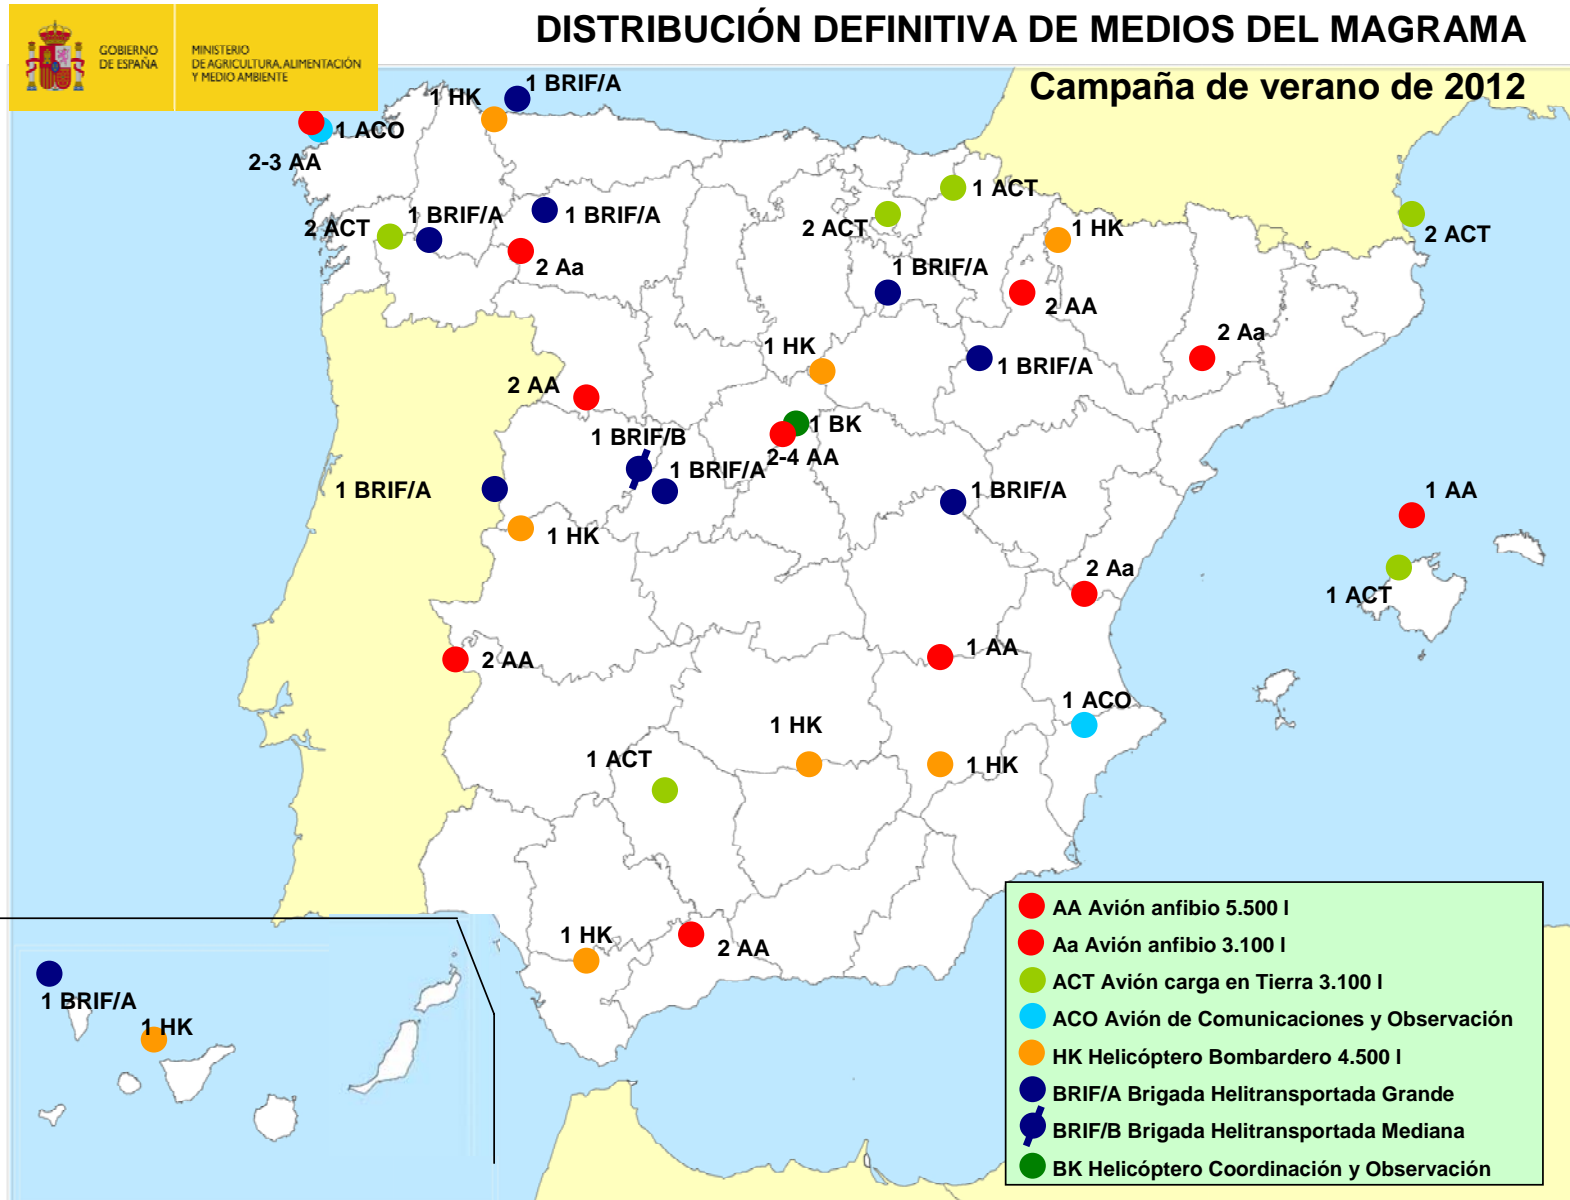 DISTRIBUCIÓN DEFINITIVA DE MEDIOS DEL MAGRAMA
GOBIERNO
DE ESPAÑA
MINISTERIO
DE AGRICULTURA, ALIMENTACIÓN
Y MEDIO AMBIENTE
Campaña de verano de 2012
1 HK
1 BRIF/A
1 ACO
2-3 AA
1 ACT
2 ACT
1 BRIF/A
1 BRIF/A
2 ACT
1 HK
2 ACT
2 Aa
1 BRIF/A
2 AA
1 HK
2 Aa
1 BRIF/A
2 AA
1 BRIF/B
1 BK
2-4 AA
1 BRIF/A
1 BRIF/A
1 BRIF/A
1 AA
1 HK
2 Aa
1 ACT
2 AA
1 AA
1 ACO
1 HK
1 ACT
1 HK
1 HK
2 AA
1 BRIF/A
1 HK
AA Avión anfibio 5.500 l
Aa Avión anfibio 3.100 l
ACT Avión carga en Tierra 3.100 l
ACO Avión de Comunicaciones y Observación
HK Helicóptero Bombardero 4.500 l
BRIF/A Brigada Helitransportada Grande
BRIF/B Brigada Helitransportada Mediana
BK Helicóptero Coordinación y Observación